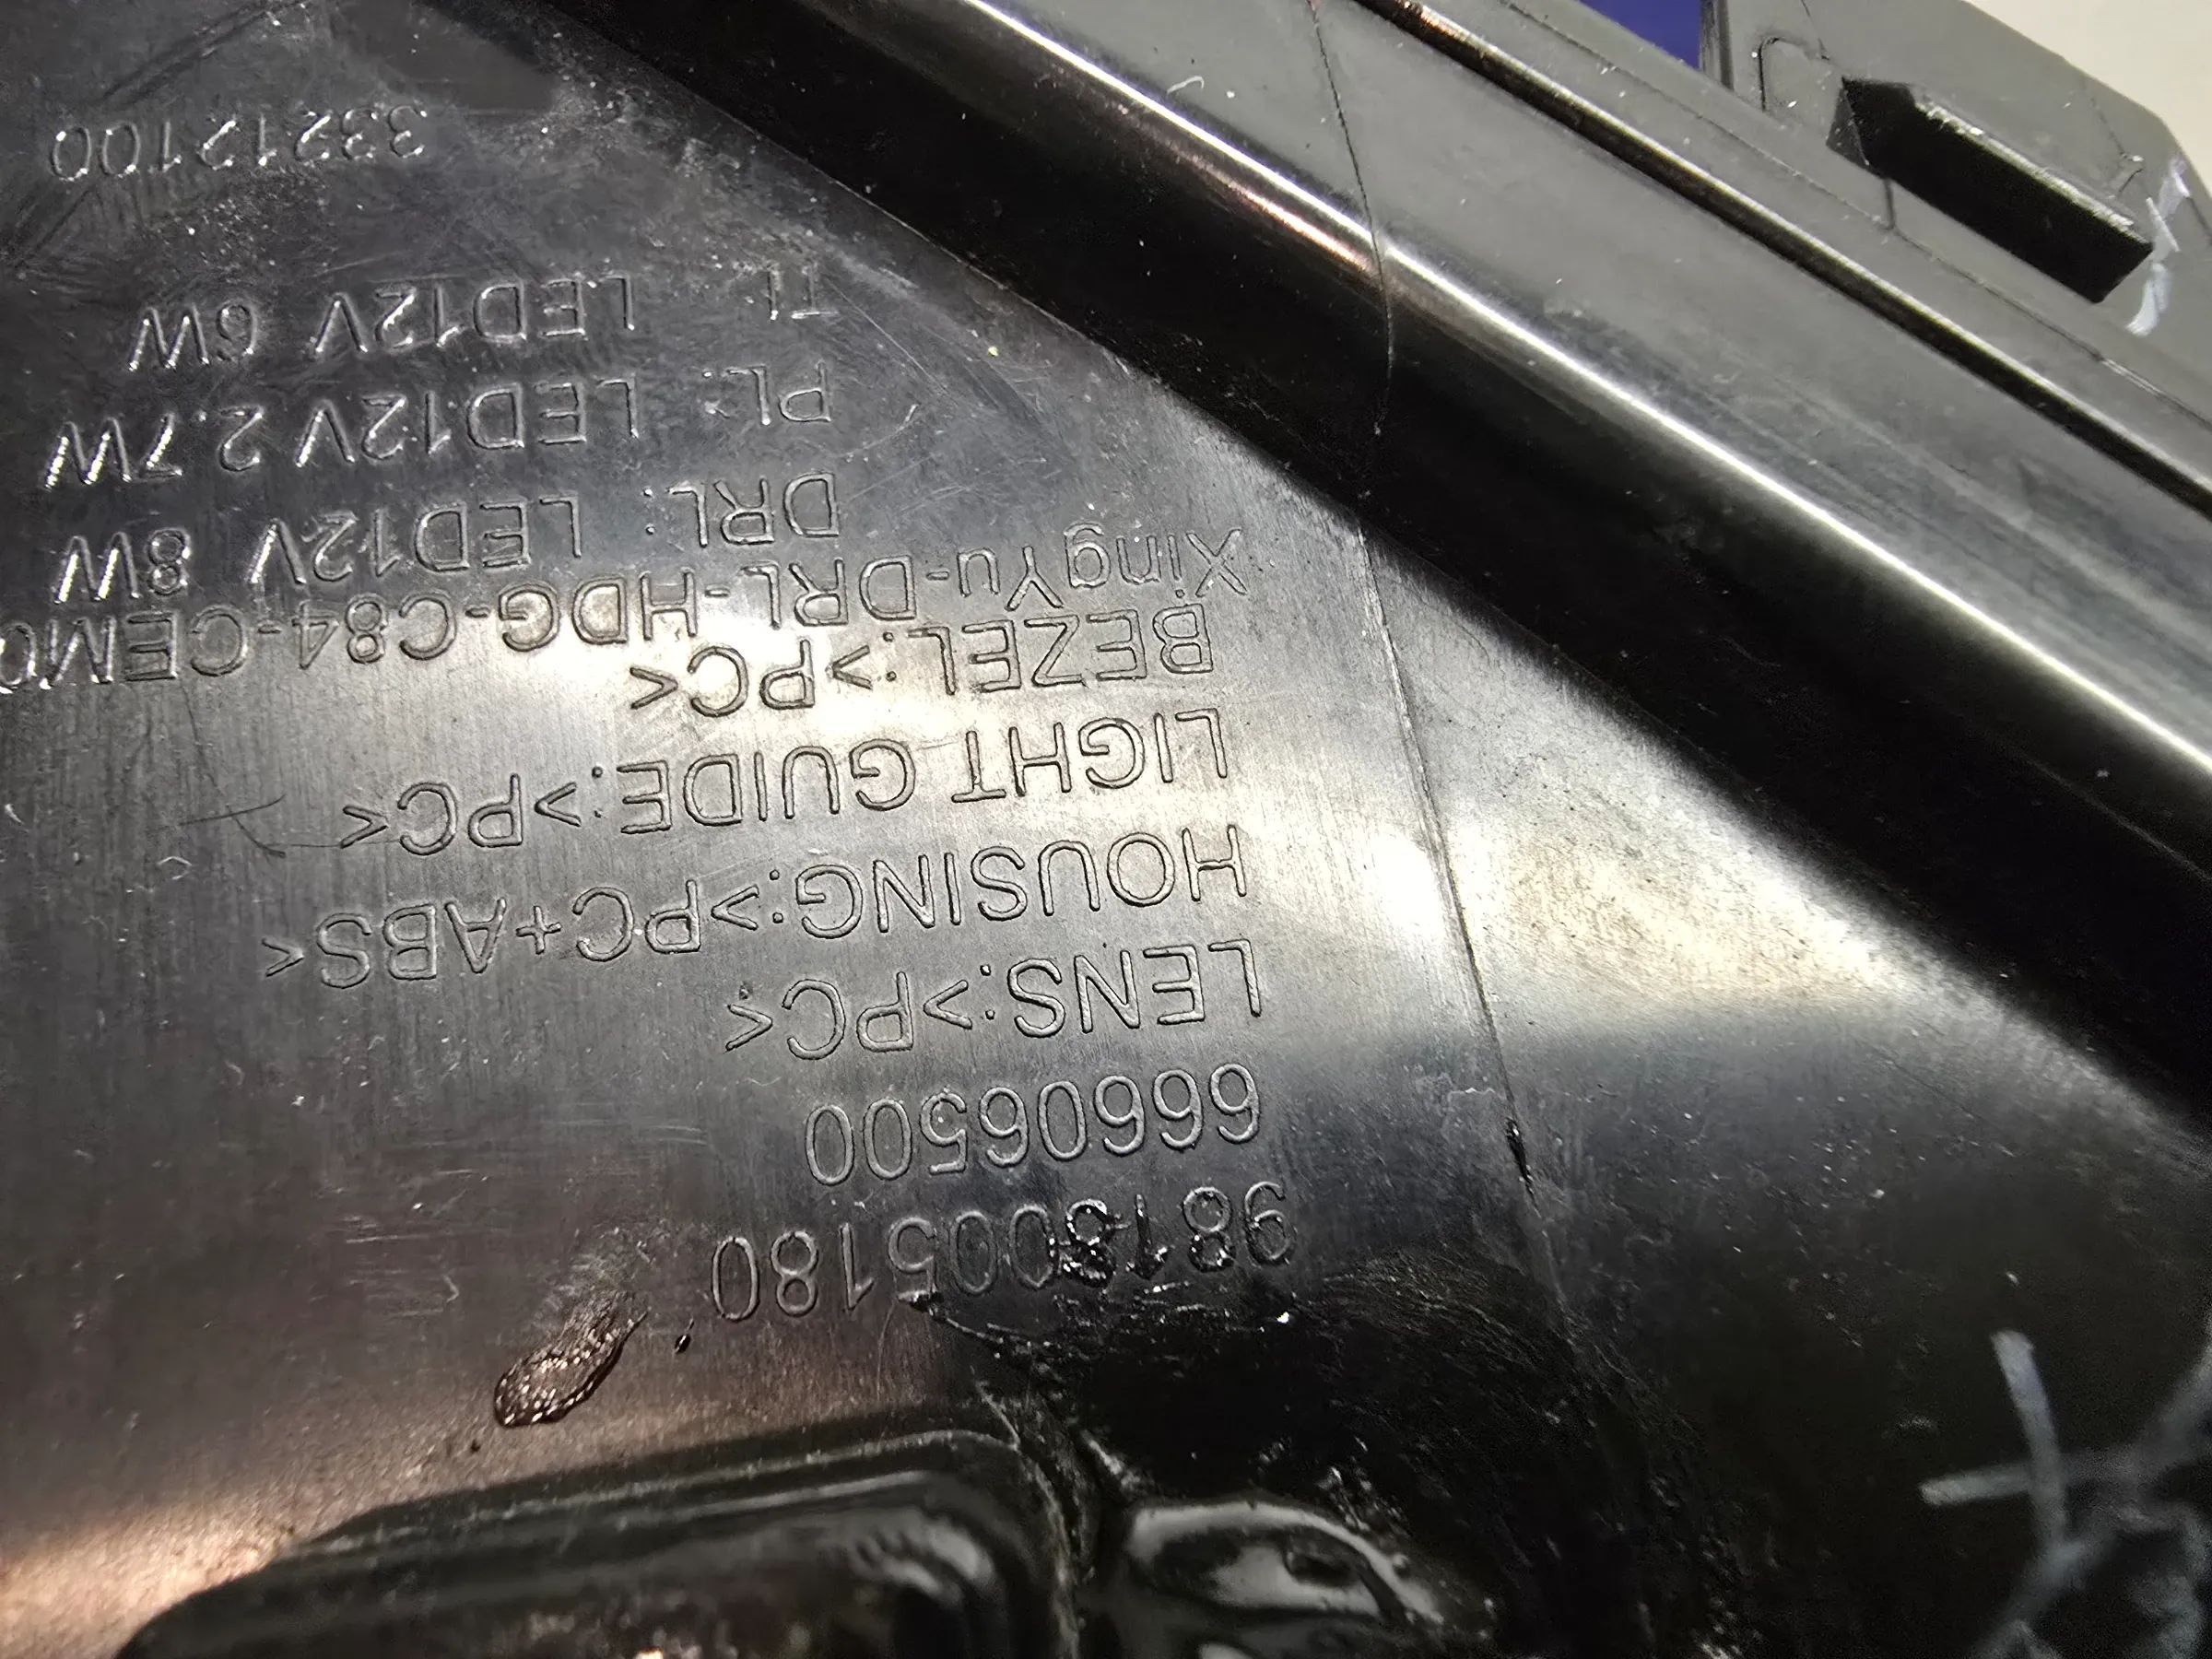 9813005180
66606500
LENS:>PC<
HOUSING:>PC+ABS<
LIGHT GUIDE:>PC<
BEZEL:>PC<
XingYu-DRL-HDG-C84-CEM0
DRL: LED12V 8W
PL: LED12V 2.7W
TL: LED12V 6W
33212100